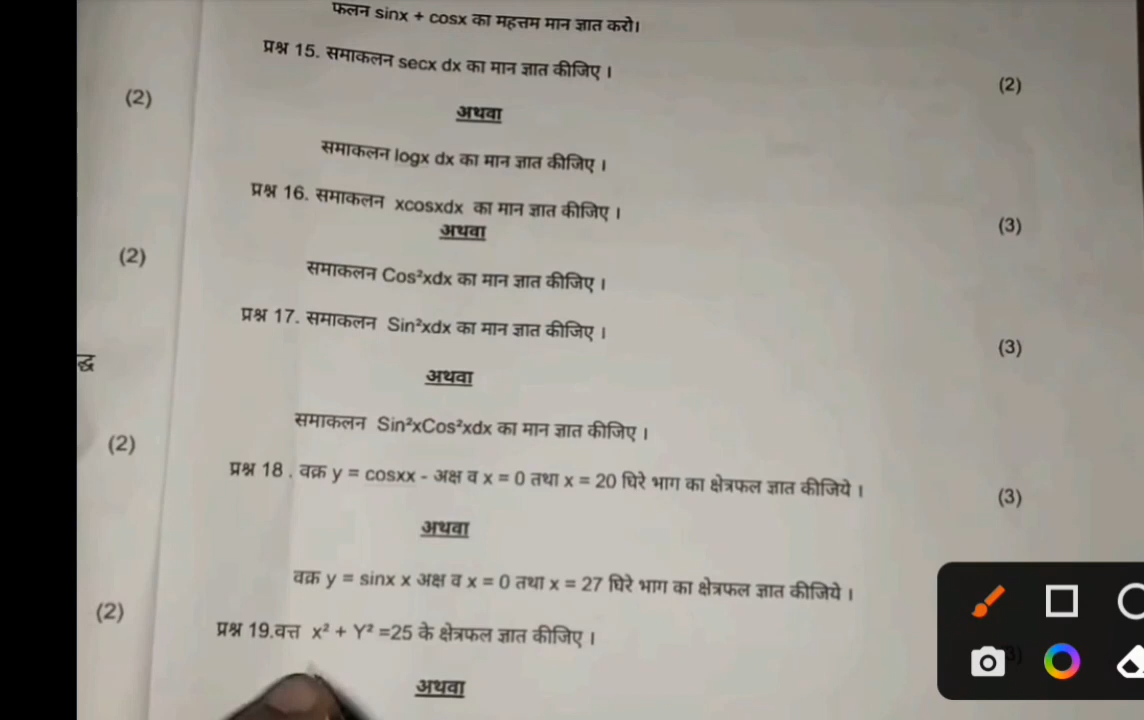 फलन sinx + cosx का महत्तम मान ज्ञात करो।
प्रश्न 15. समाकलन secx dx का मान ज्ञात कीजिए ।
(2)
(2)
अथवा
समाकलन logx dx का मान ज्ञात कीजिए ।
प्रश्न 16. समाकलन xcosxdx का मान ज्ञात कीजिए ।
(3)
अथवा
(2)
समाकलन Cos²xdx का मान ज्ञात कीजिए ।
प्रश्न 17. समाकलन Sin²xdx का मान ज्ञात कीजिए ।
(3)
द्ध
अथवा
समाकलन Sin²xCos²xdx का मान ज्ञात कीजिए ।
(2)
प्रश्न 18 . वक्र y = cosxx - अक्ष व x = 0 तथा x = 20 घिरे भाग का क्षेत्रफल ज्ञात कीजिये ।
(3)
अथवा
वक्र y = sinx x अक्ष व x = 0 तथा x = 27 घिरे भाग का क्षेत्रफल ज्ञात कीजिये ।
(2)
प्रश्न 19.वत्त x² + Y² =25 के क्षेत्रफल ज्ञात कीजिए ।
3)
अथवा